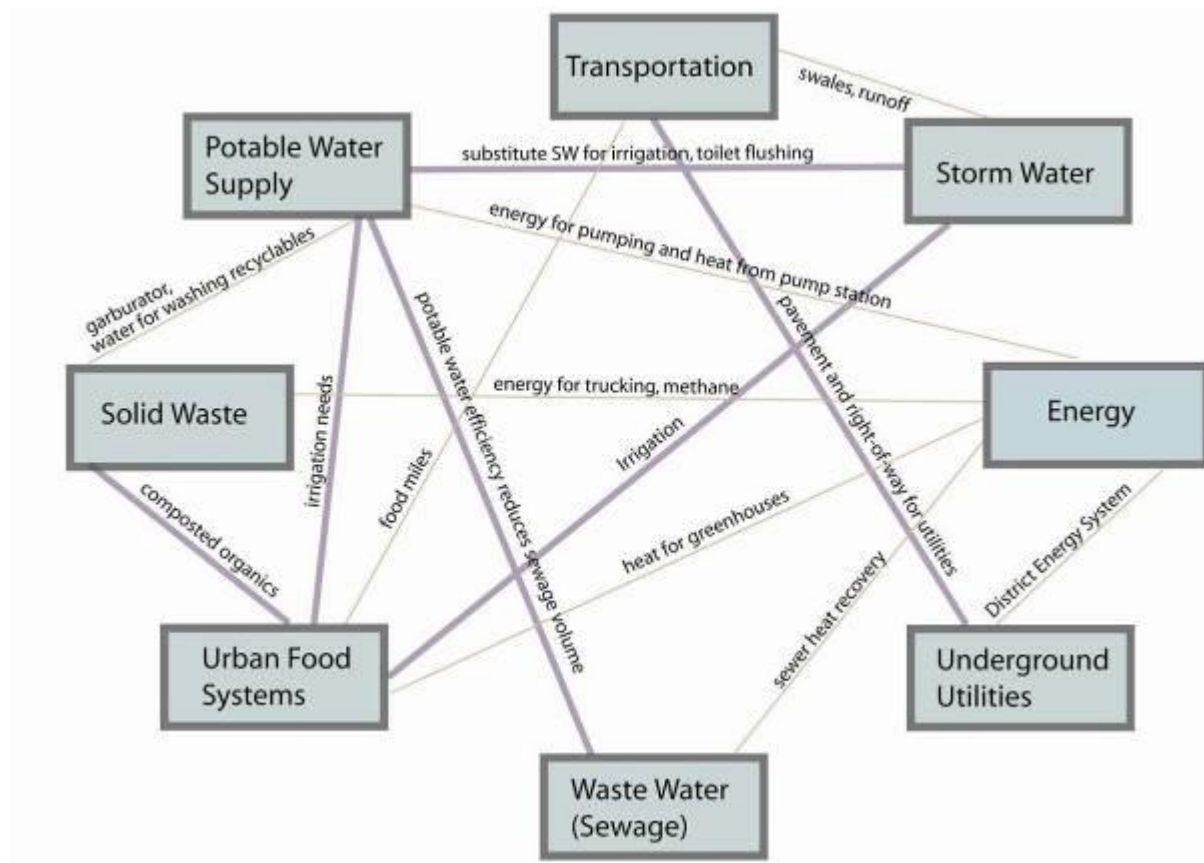 Transportation
swales, runoff
Potable Water
Supply
substitute SW for irrigation, toilet flushing
Storm Water
energy for pumping and heat from pump station
garburator,
water for washing recyclables
potable water efficiency reduces sewage volume
pavement and right-of-way for utilities
Solid Waste
energy for trucking, methane
Energy
irrigation needs
food miles
Irrigation
composted organics
heat for greenhouses
sewer heat recovery
District Energy System
Urban Food
Systems
Underground
Utilities
Waste Water
(Sewage)